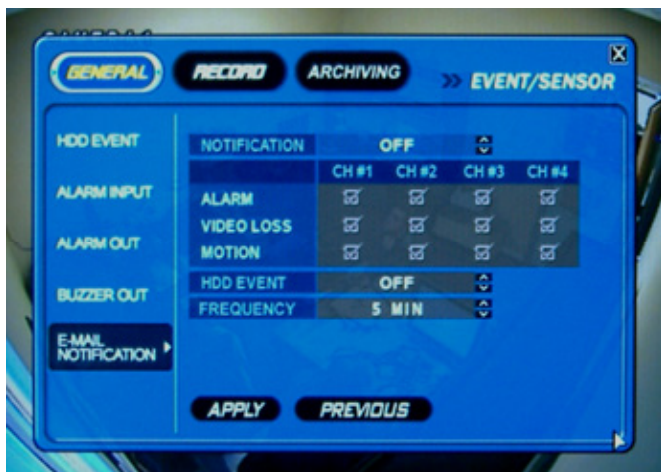 GENERAL RECORD ARCHIVING EVENT/SENSOR X
HDD EVENT
ALARM INPUT
ALARM OUT
BUZZER OUT
E-MAIL
NOTIFICATION
NOTIFICATION OFF
CH #1 CH #2 CH #3 CH #4
ALARM
VIDEO LOSS
MOTION
HDD EVENT OFF
FREQUENCY 5 MIN
APPLY PREVIOUS